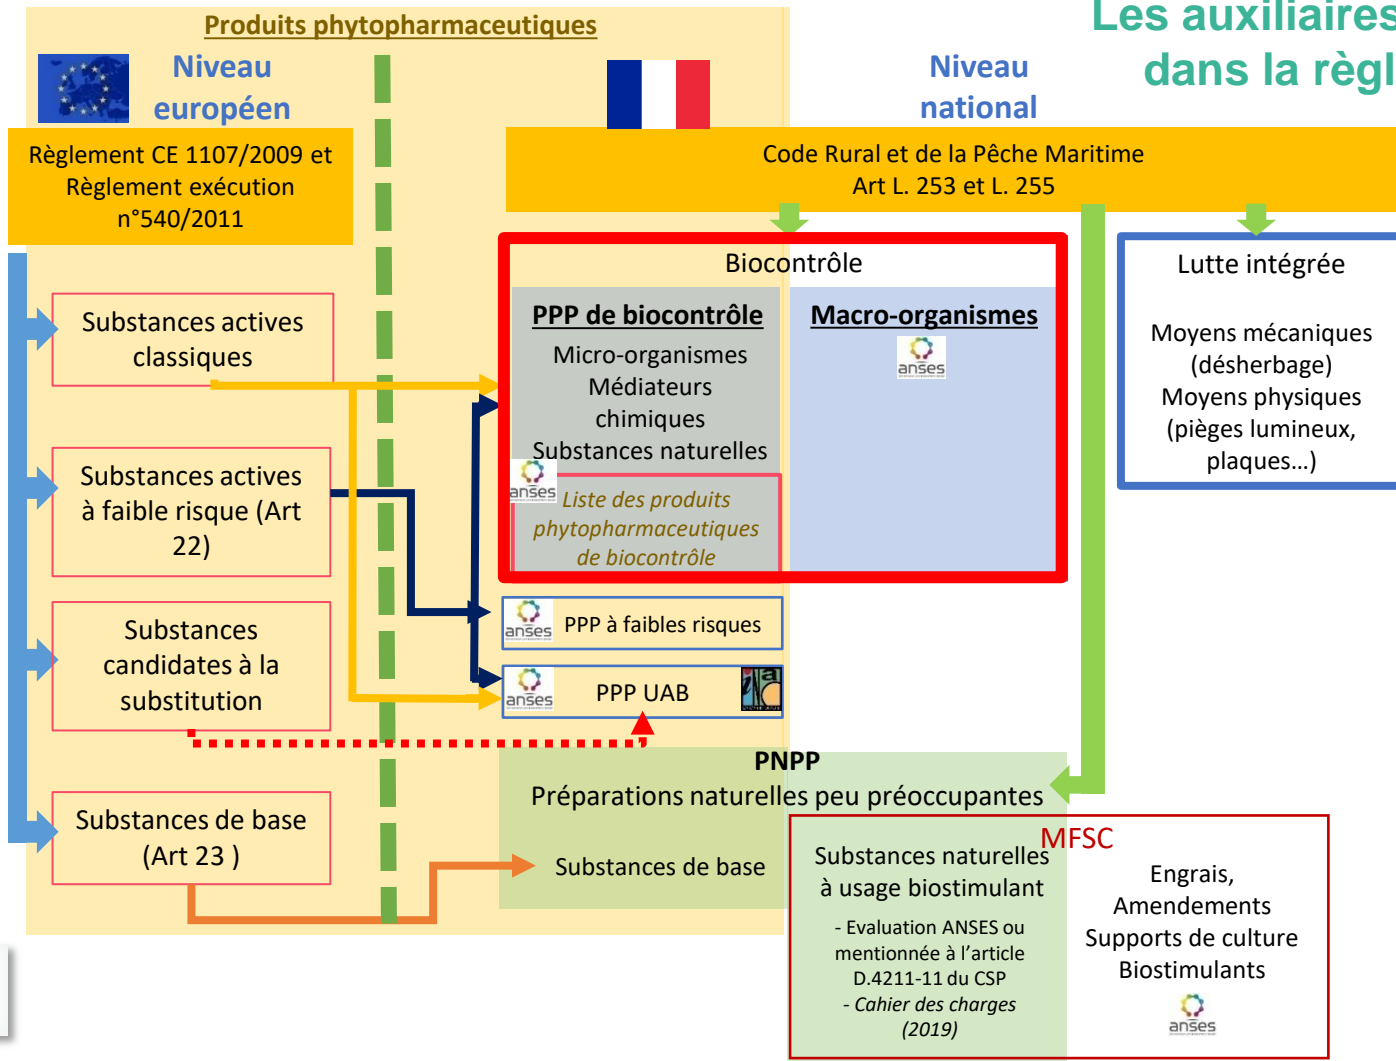 Produits phytopharmaceutiques
Les auxiliaires
dans la règl
Niveau
européen
Niveau
national
Règlement CE 1107/2009 et
Règlement exécution
n°540/2011
Code Rural et de la Pêche Maritime
Art L. 253 et L. 255
Substances actives
classiques
Substances actives
à faible risque (Art
22)
Substances
candidates à la
substitution
Substances de base
(Art 23 )
Biocontrôle
PPP de biocontrôle
Micro-organismes
Médiateurs
chimiques
Substances naturelles
anses
Liste des produits
phytopharmaceutiques
de biocontrôle
Macro-organismes
anses
Lutte intégrée
Moyens mécaniques
(désherbage)
Moyens physiques
(pièges lumineux,
plaques…)
anses
PPP à faibles risques
anses
PPP UAB
PNPP
Préparations naturelles peu préoccupantes
Substances de base
MFSC
Substances naturelles
à usage biostimulant
- Evaluation ANSES ou
mentionnée à l'article
D.4211-11 du CSP
- Cahier des charges
(2019)
Engrais,
Amendements
Supports de culture
Biostimulants
anses